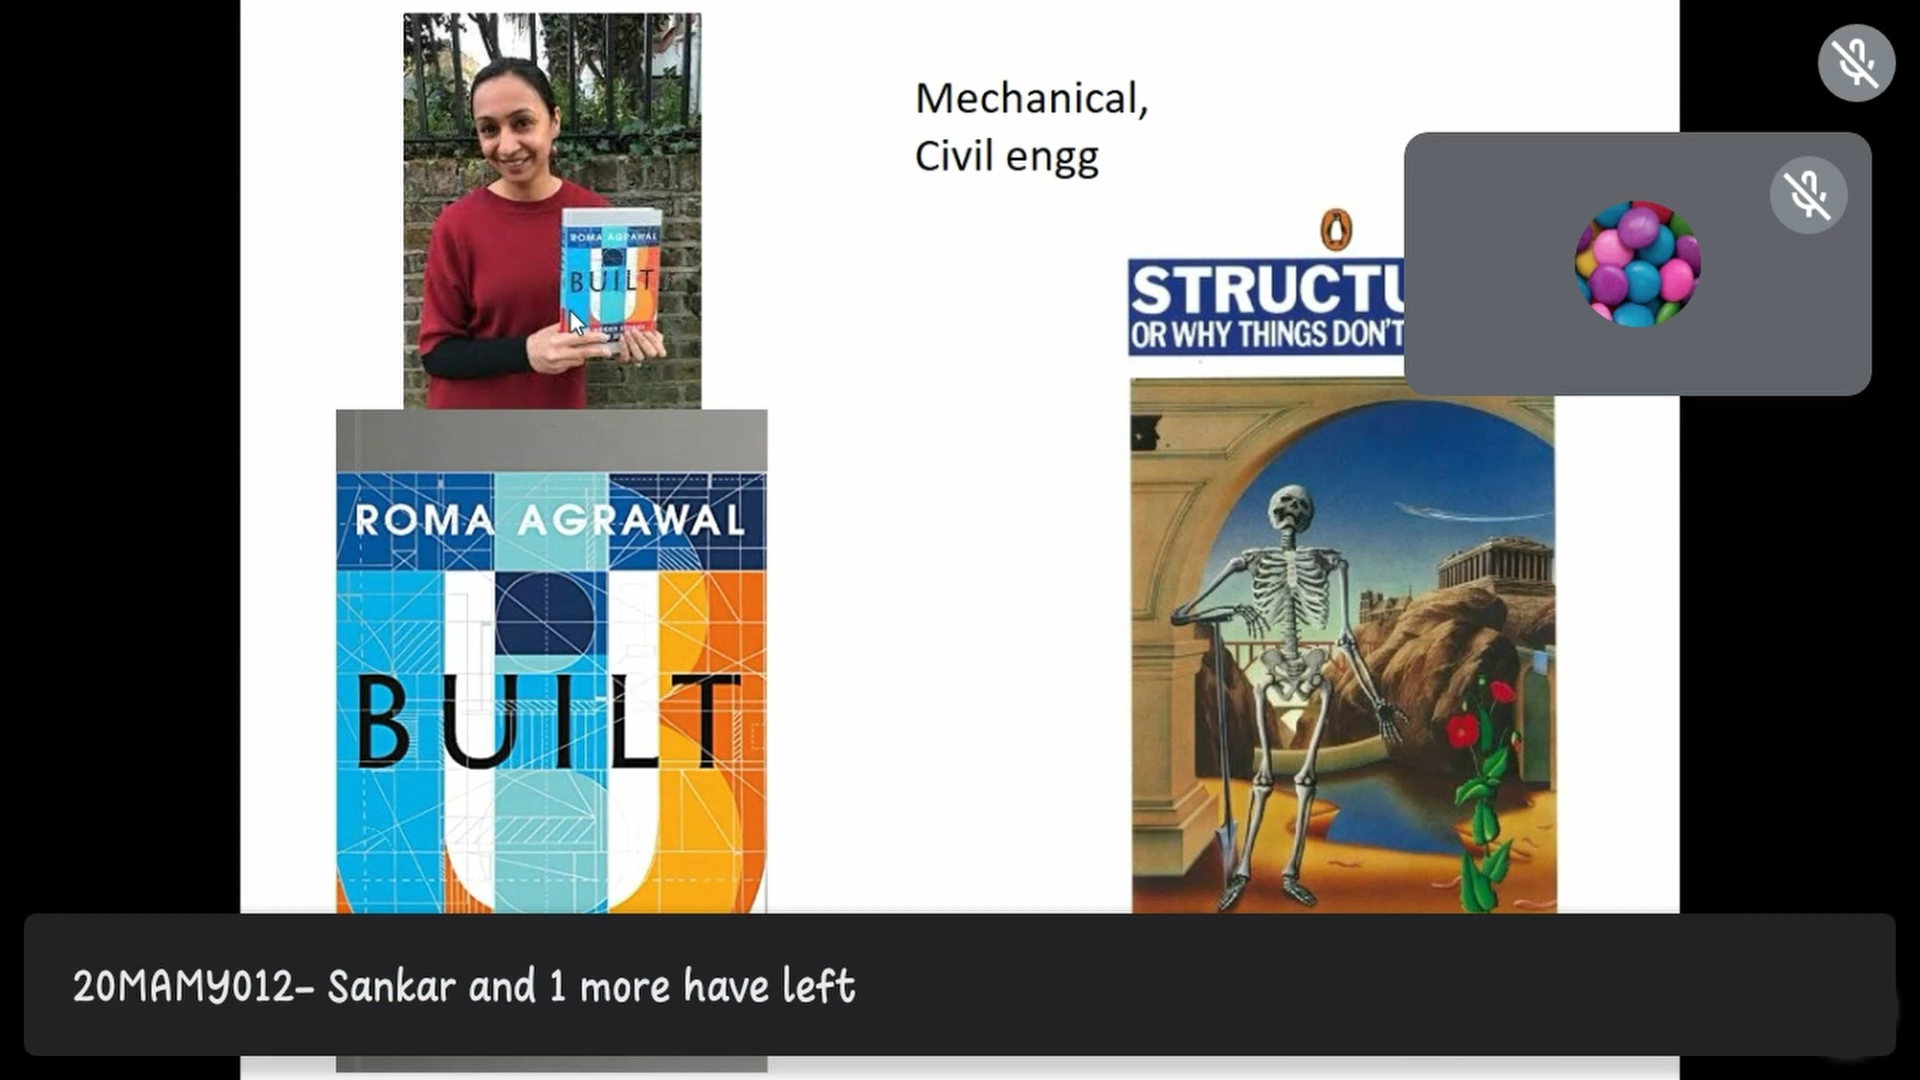 Mechanical,
Civil engg
ROMA AGRAWAL
BUILT
STRUCTU
OR WHY THINGS DON'T
ROMA AGRAWAL
BUILT
20MAMY012- Sankar and 1 more have left